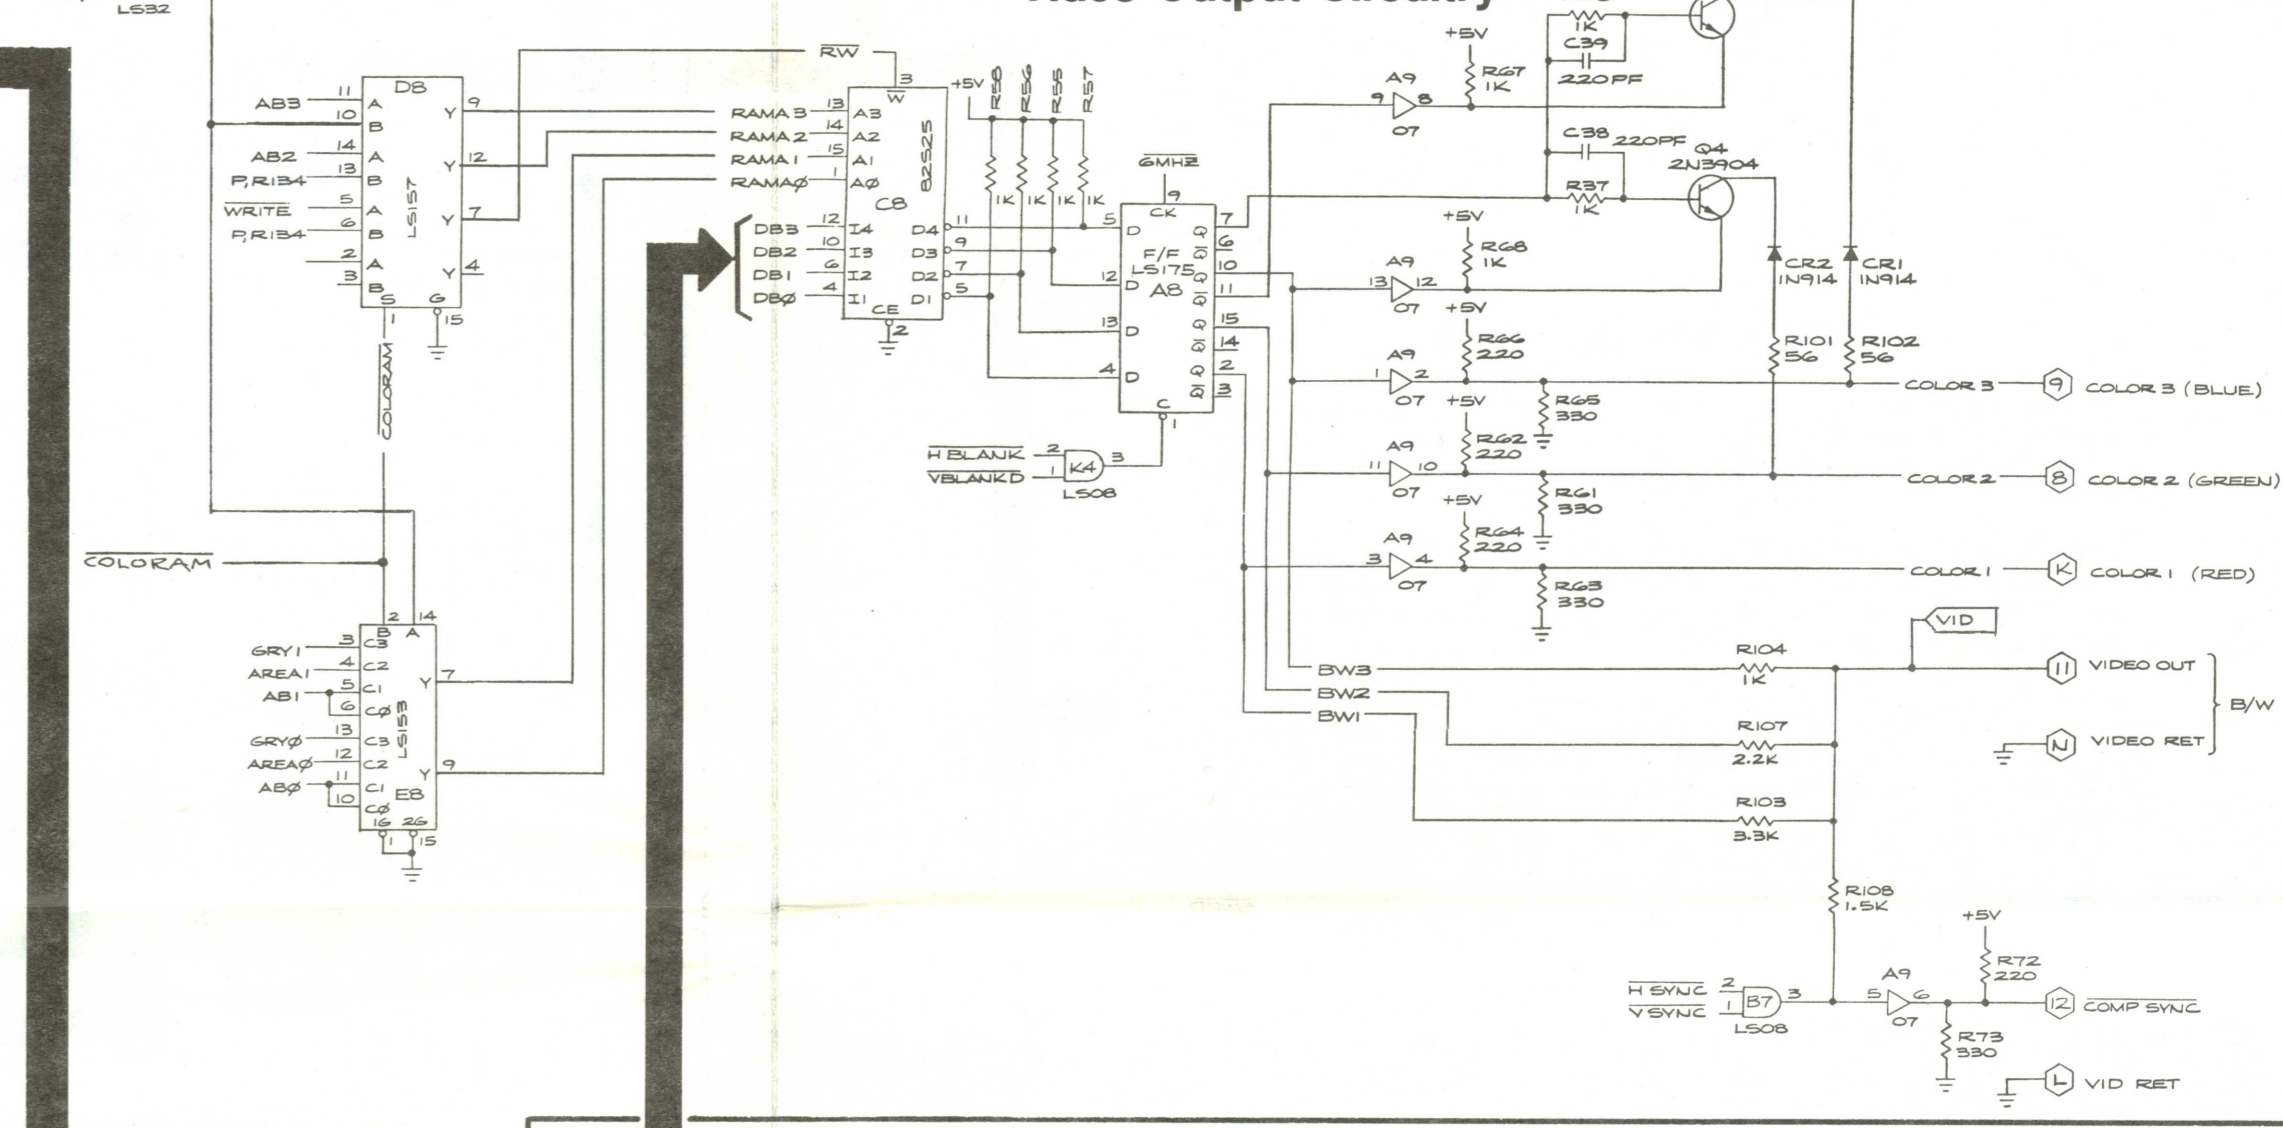 LS32
D8
LS157
AB3 11 A
10 B
AB2 14 A
P,R134 13 B
WRITE 5 A
P,R134 6 B
2 A
3 B
Y 9
Y 12
Y 7
Y 4
S G
1 15
COLORAM
COLORAM
2 14
B A
GRY1 3 C3
AREA1 4 C2
AB1 5 C1
6 CØ
GRYØ 13 C3
AREAØ 12 C2
ABØ 11 C1
10 CØ
LS153
E8
Y 7
Y 9
1G 2G
1 15
RW
3
W
RAMA3 13 A3
RAMA2 14 A2
RAMA1 15 A1
RAMAØ 1 AØ
82S25
C8
DB3 12 I4
DB2 10 I3
DB1 6 I2
DBØ 4 I1
D4 11
D3 9
D2 7
D1 5
CE
2
+5V
R58 R56 R55 R57
1K 1K 1K 1K
6MHZ
9
CK
F/F
LS175
A8
5 D
12 D
13 D
4 D
Q 7
Q 6
Q 10
Q 11
Q 15
Q 14
Q 2
Q 3
C
1
H BLANK 2
VBLANKD 1
K4 3
LS08
1K
C39
220PF
+5V
R67
1K
A9
9 8
07
C38 220PF
R37
1K
Q4
2N3904
+5V
R68
1K
A9
13 12
07
CR2
1N914
CR1
1N914
R101
56
R102
56
+5V
R66
220
A9
1 2
07
R65
330
COLOR 3 9 COLOR 3 (BLUE)
+5V
R62
220
A9
11 10
07
R61
330
COLOR 2 8 COLOR 2 (GREEN)
+5V
R64
220
A9
3 4
07
R63
330
COLOR 1 K COLOR 1 (RED)
VID
BW3
BW2
BW1
R104
1K
11 VIDEO OUT
B/W
R107
2.2K
N VIDEO RET
R103
3.3K
R108
1.5K
+5V
R72
220
H SYNC 2
V SYNC 1
B7 3
LS08
A9
5 6
07
12 COMP SYNC
R73
330
L VID RET